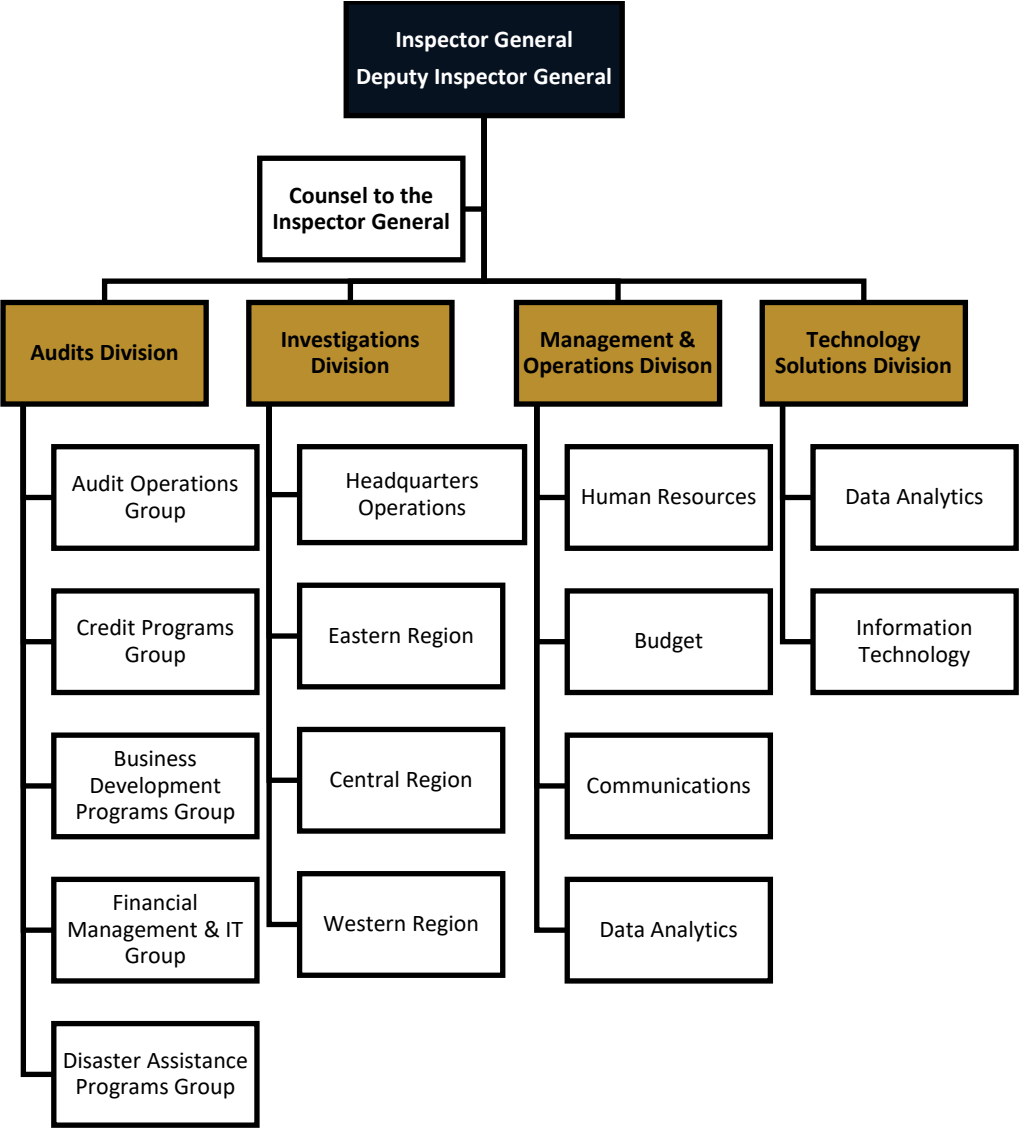 Inspector General
Deputy Inspector General
Counsel to the
Inspector General
Audits Division
Investigations
Division
Management &
Operations Divison
Technology
Solutions Division
Audit Operations
Group
Credit Programs
Group
Business
Development
Programs Group
Financial
Management & IT
Group
Disaster Assistance
Programs Group
Headquarters
Operations
Eastern Region
Central Region
Western Region
Human Resources
Budget
Communications
Data Analytics
Data Analytics
Information
Technology